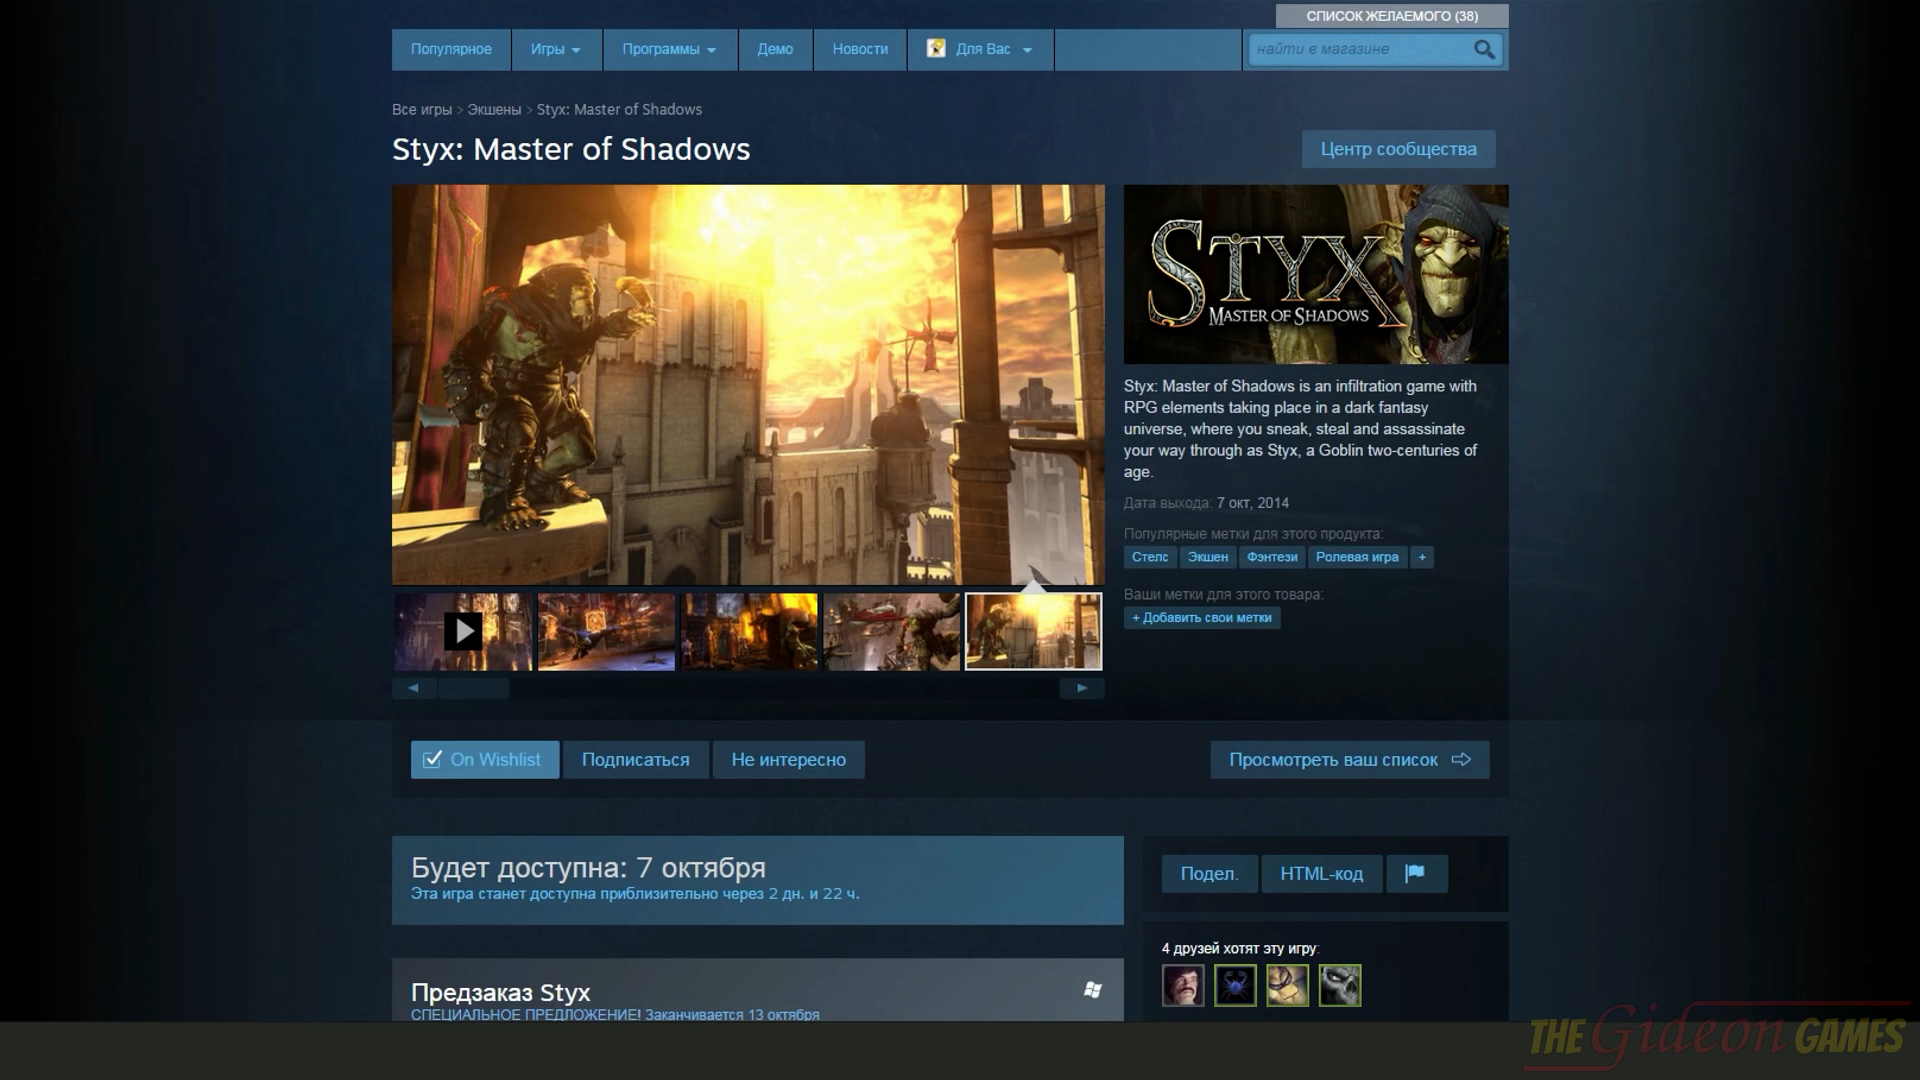 СПИСОК ЖЕЛАЕМОГО (38)
Популярное Игры Программы Демо Новости Для Вас найти в магазине
Все игры > Экшены > Styx: Master of Shadows
Styx: Master of Shadows
Центр сообщества
STYX
MASTER OF SHADOWS
Styx: Master of Shadows is an infiltration game with
RPG elements taking place in a dark fantasy
universe, where you sneak, steal and assassinate
your way through as Styx, a Goblin two-centuries of
age.
Дата выхода: 7 окт, 2014
Популярные метки для этого продукта:
Стелс Экшен Фэнтези Ролевая игра +
Ваши метки для этого товара:
+ Добавить свои метки
On Wishlist Подписаться Не интересно Просмотреть ваш список
Будет доступна: 7 октября
Эта игра станет доступна приблизительно через 2 дн. и 22 ч.
Подел. HTML-код
4 друзей хотят эту игру:
Предзаказ Styx
СПЕЦИАЛЬНОЕ ПРЕДЛОЖЕНИЕ! Заканчивается 13 октября
THE Gideon GAMES